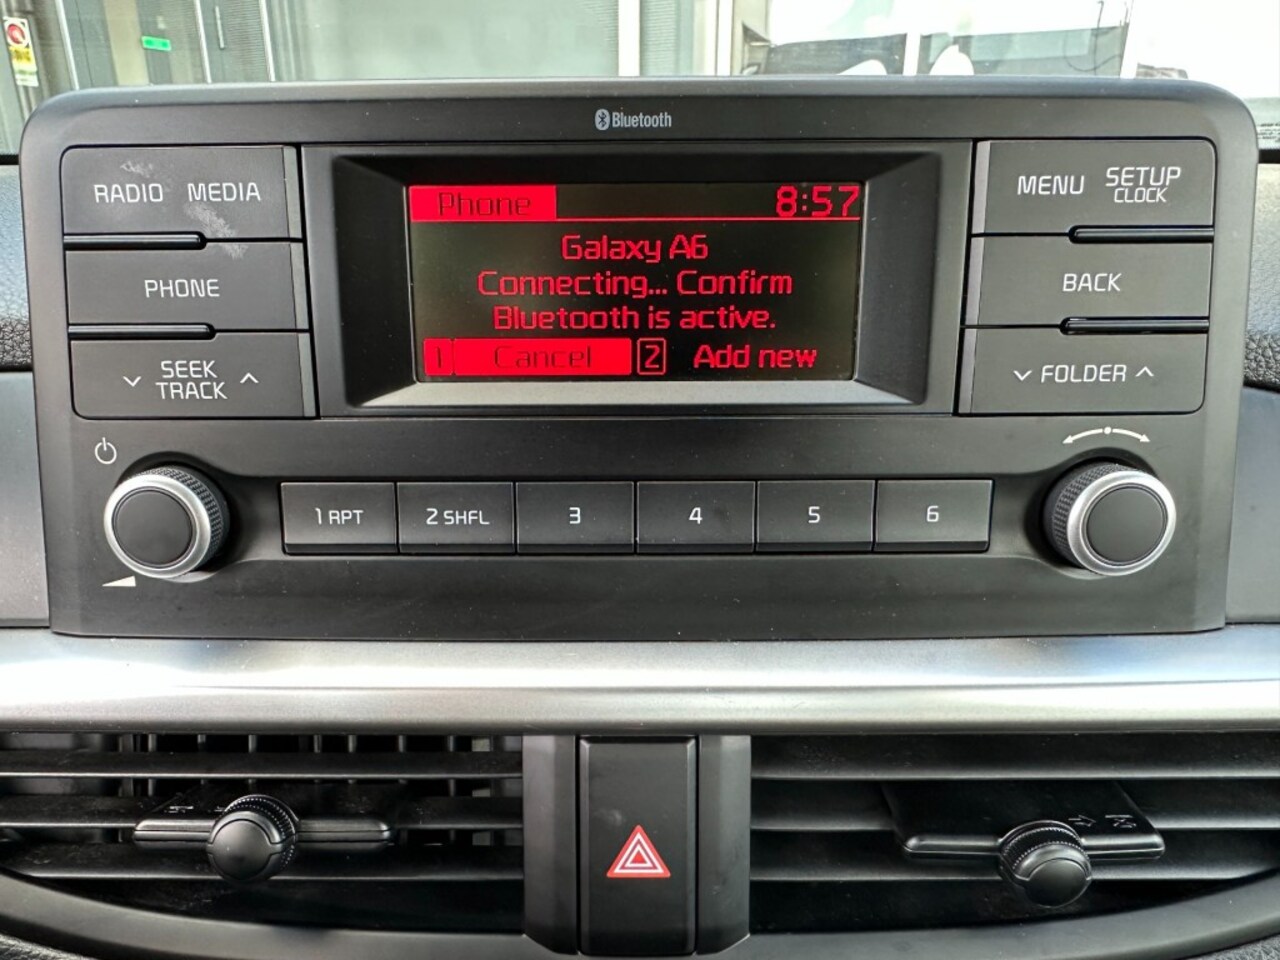 Bluetooth
RADIO MEDIA
PHONE
SEEK
TRACK
Phone 8:57
Galaxy A6
Connecting... Confirm
Bluetooth is active.
1 Cancel 2 Add new
MENU SETUP
CLOCK
BACK
FOLDER
1 RPT 2 SHFL 3 4 5 6